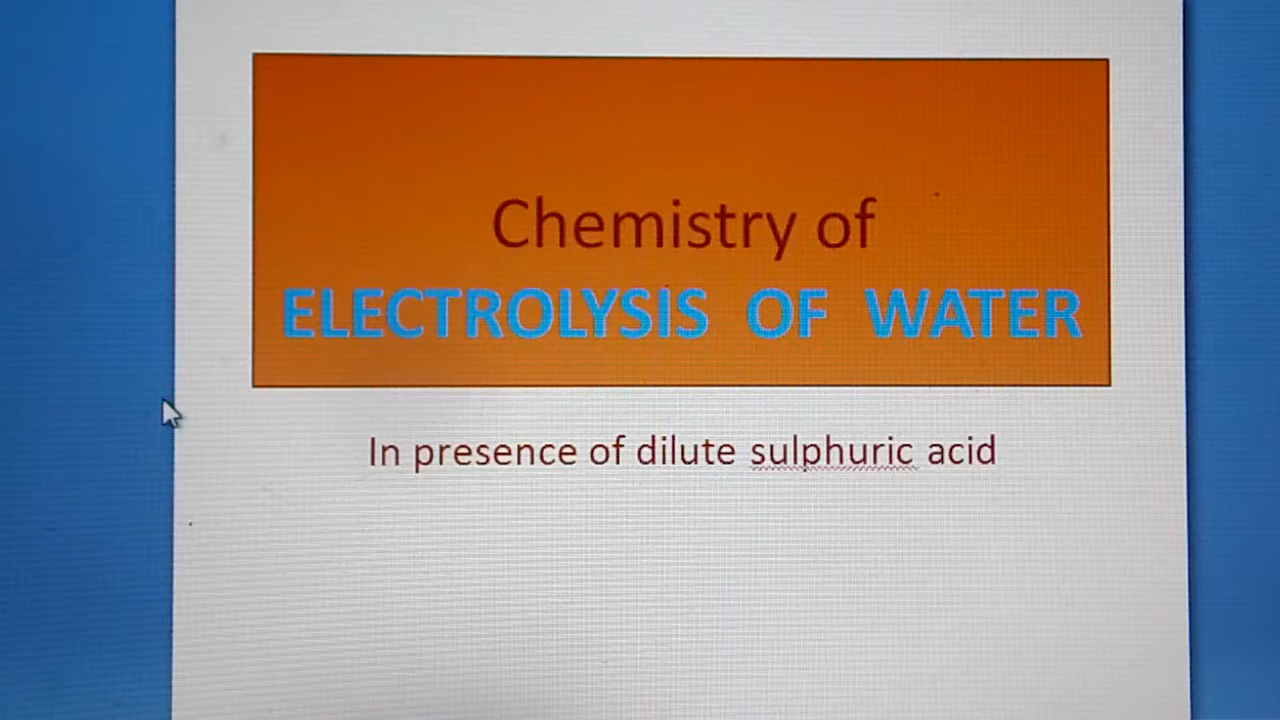 Chemistry of
ELECTROLYSIS OF WATER
In presence of dilute sulphuric acid